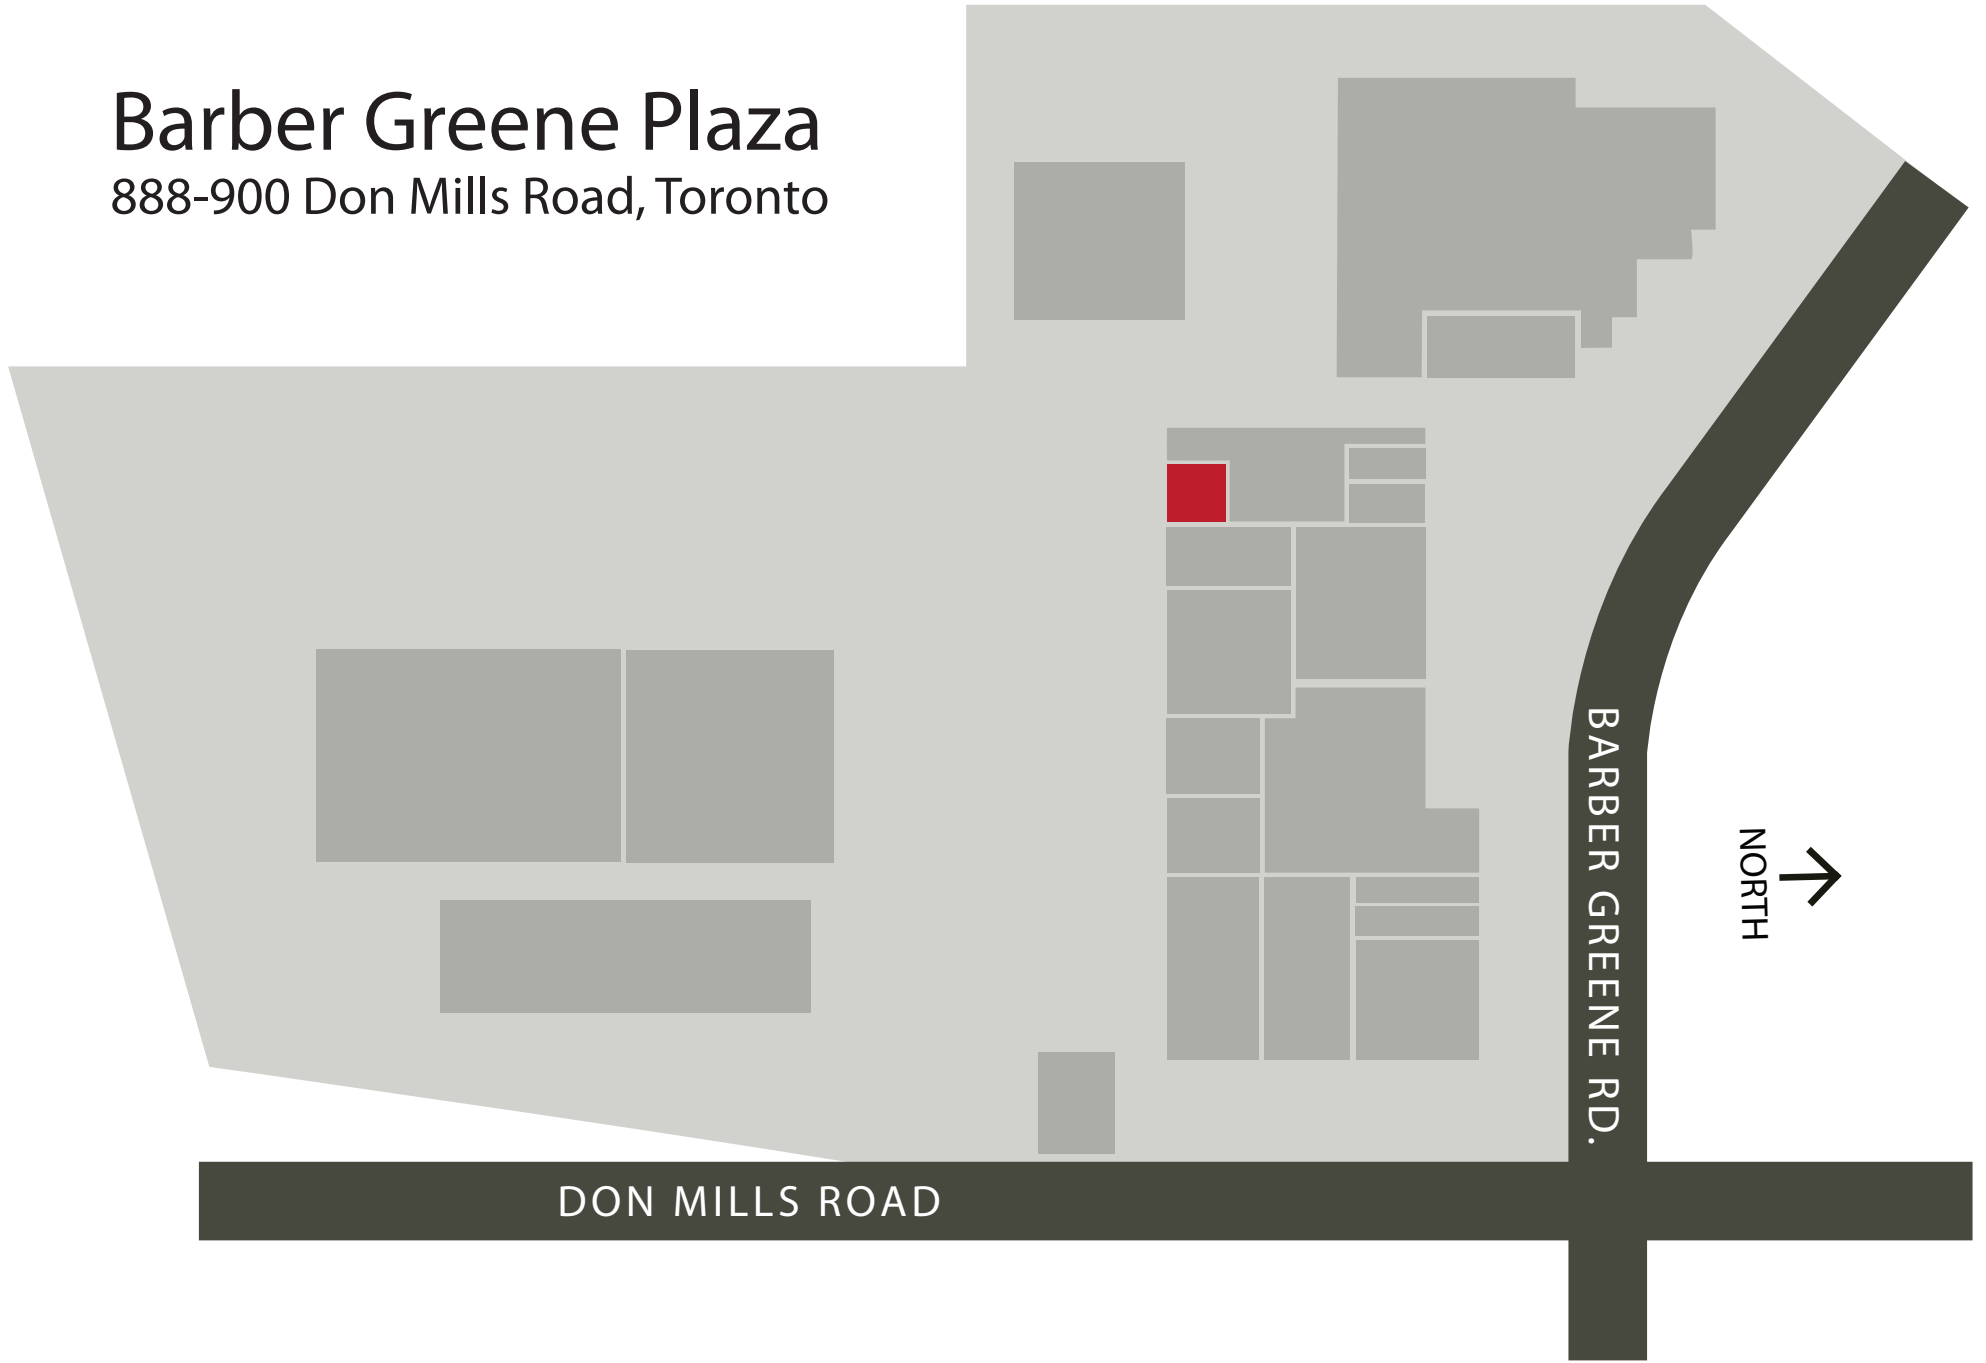 Barber Greene Plaza
888-900 Don Mills Road, Toronto
BARBER GREENE RD.
NORTH
DON MILLS ROAD